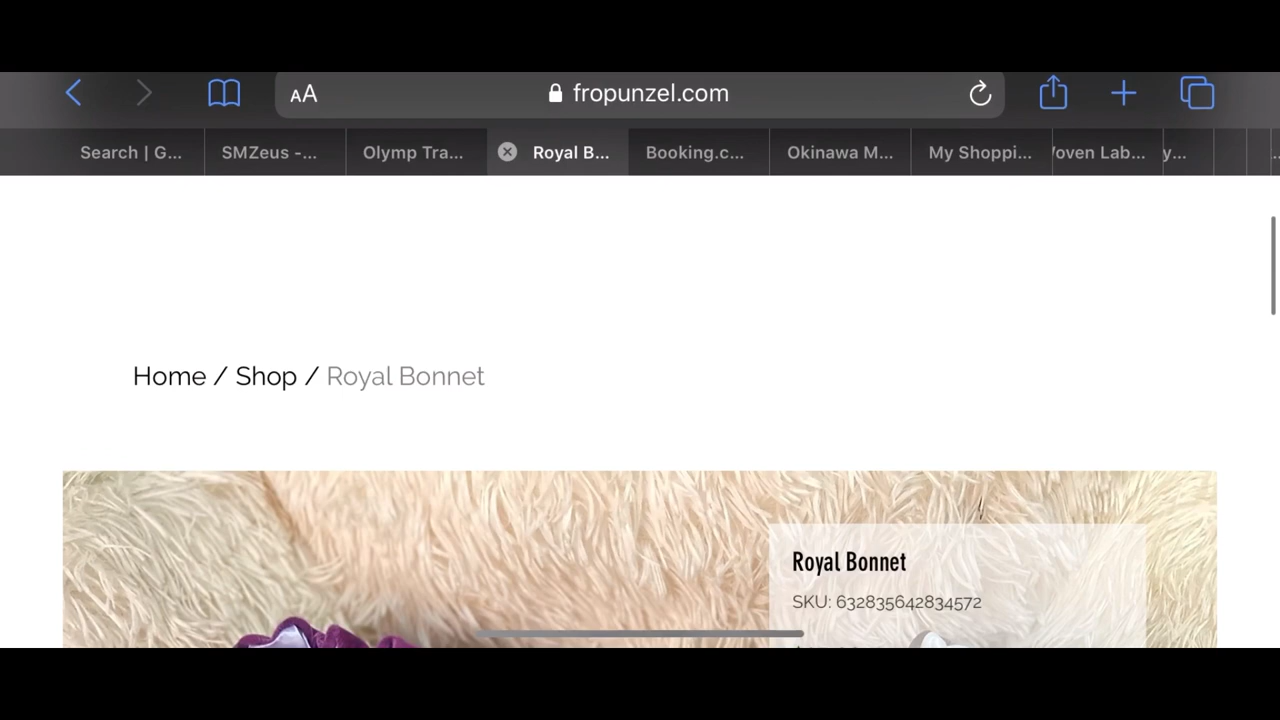 AA fropunzel.com
Search | G... SMZeus -... Olymp Tra... Royal B... Booking.c... Okinawa M... My Shoppi... Woven Lab... y...
Home / Shop / Royal Bonnet
Royal Bonnet
SKU: 632835642834572